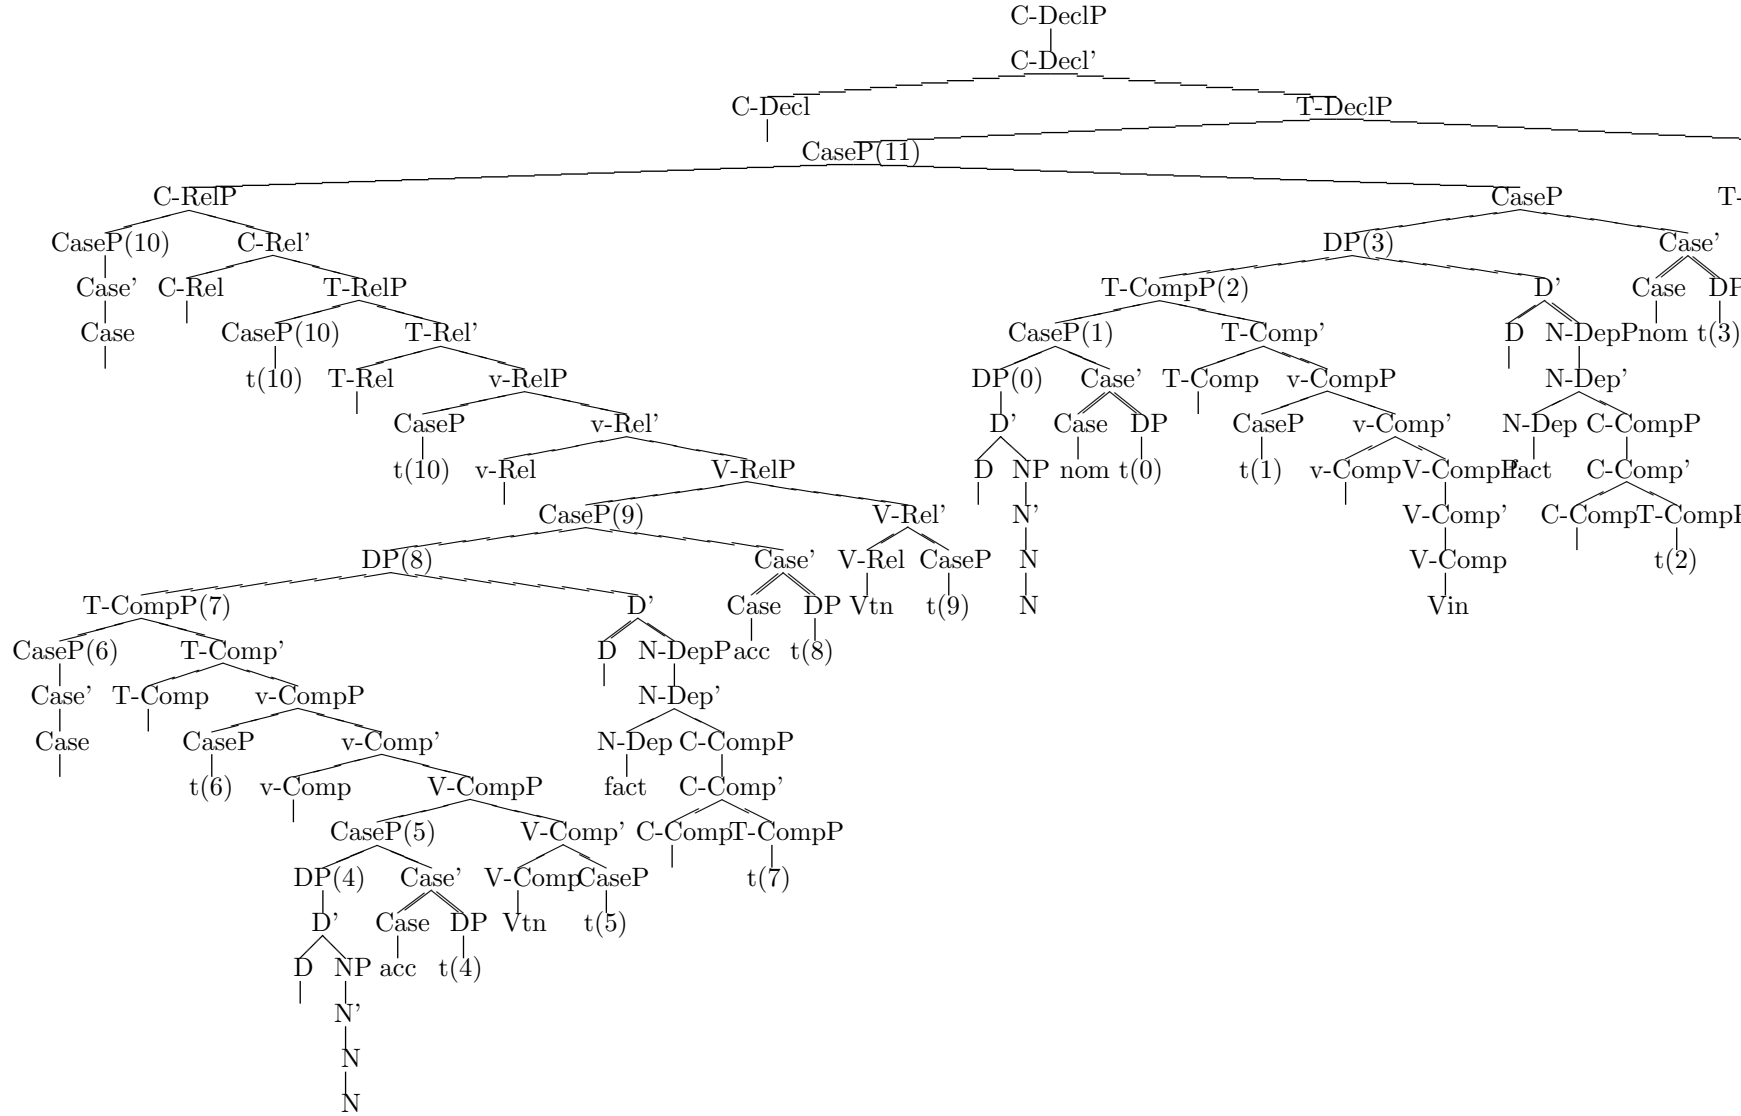 C-DeclP
C-Decl'
C-Decl T-DeclP
CaseP(11)
C-RelP CaseP T-
CaseP(10) C-Rel' DP(3) Case'
Case' C-Rel T-RelP T-CompP(2) D' Case DP
Case CaseP(10) T-Rel' CaseP(1) T-Comp' D N-DepP nom t(3)
t(10) T-Rel v-RelP DP(0) Case' T-Comp v-CompP N-Dep'
CaseP v-Rel' D' Case DP CaseP v-Comp' N-Dep C-CompP
t(10) v-Rel V-RelP D NP nom t(0) t(1) v-Comp V-CompP fact C-Comp'
CaseP(9) V-Rel' N' V-Comp' C-Comp T-CompP
DP(8) Case' V-Rel CaseP N V-Comp t(2)
T-CompP(7) D' Case DP Vtn t(9) N Vin
CaseP(6) T-Comp' D N-DepP acc t(8)
Case' T-Comp v-CompP N-Dep'
Case CaseP v-Comp' N-Dep C-CompP
t(6) v-Comp V-CompP fact C-Comp'
CaseP(5) V-Comp' C-Comp T-CompP
DP(4) Case' V-Comp CaseP t(7)
D' Case DP Vtn t(5)
D NP acc t(4)
N'
N
N